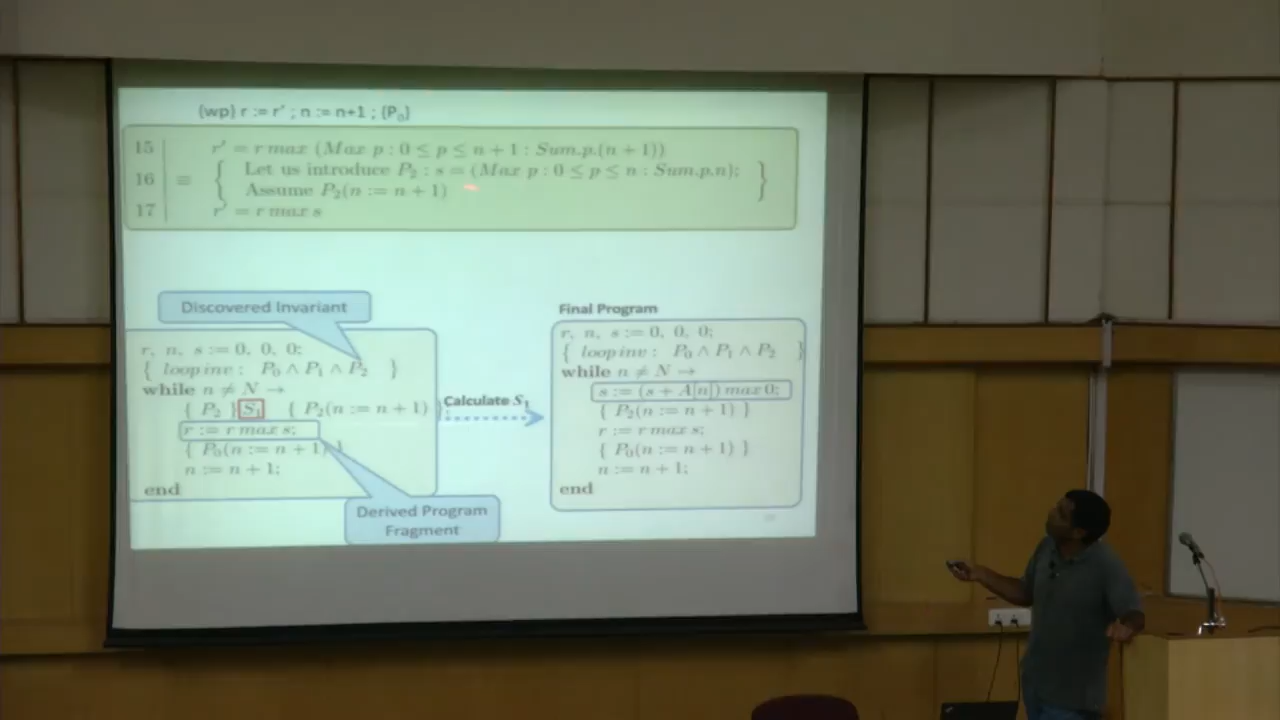 {wp} r := r' ; n := n+1 ; {P₀}
15 r' = r max (Max p : 0 ≤ p ≤ n + 1 : Sum.p.(n + 1))
16 ≡ { Let us introduce P₂ : s = (Max p : 0 ≤ p ≤ n : Sum.p.n);
Assume P₂(n := n + 1) }
17 r' = r max s
Discovered Invariant
r, n, s := 0, 0, 0;
{ loopinv : P₀ ∧ P₁ ∧ P₂ }
while n ≠ N →
{ P₂ } S₁ { P₂(n := n + 1) }
r := r max s;
{ P₀(n := n + 1) }
n := n + 1;
end
Derived Program
Fragment
Calculate S₁
Final Program
r, n, s := 0, 0, 0;
{ loopinv : P₀ ∧ P₁ ∧ P₂ }
while n ≠ N →
s := (s + A[n]) max 0;
{ P₂(n := n + 1) }
r := r max s;
{ P₀(n := n + 1) }
n := n + 1;
end